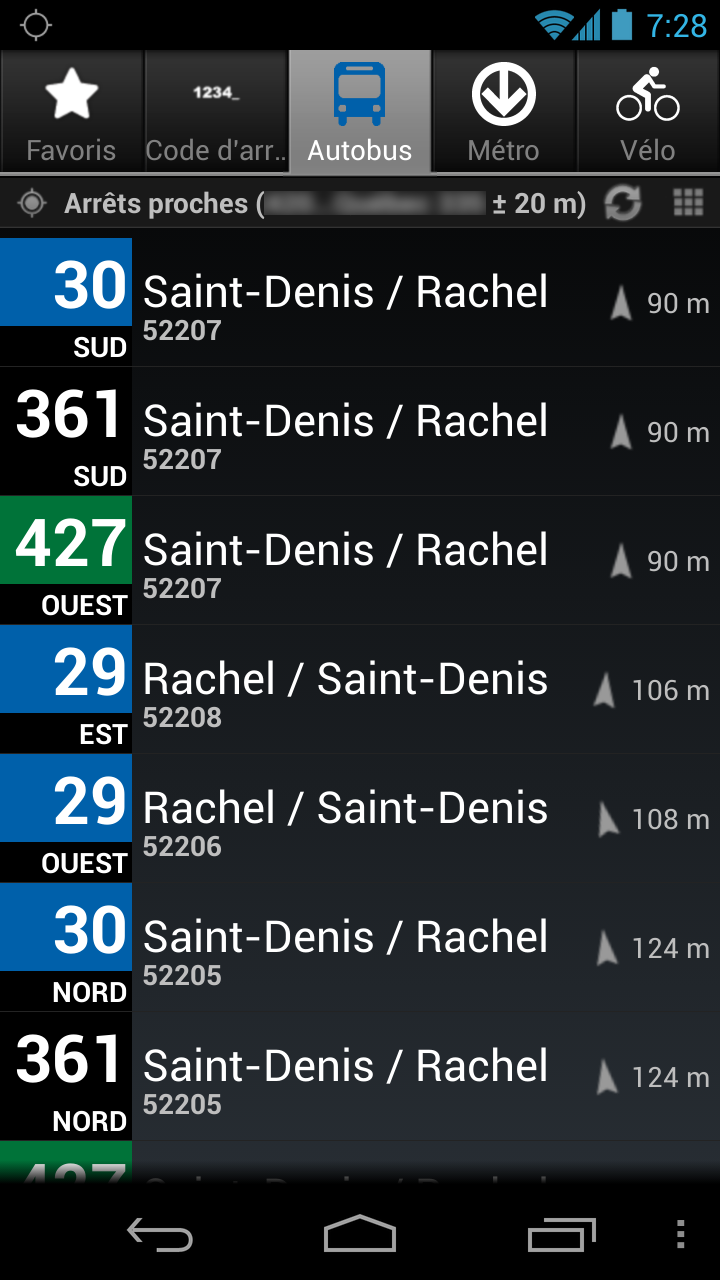 7:28
Favoris
1234_
Code d'arr..
Autobus
Métro
Vélo
Arrêts proches ( ± 20 m)
30
SUD
Saint-Denis / Rachel
52207
90 m
361
SUD
Saint-Denis / Rachel
52207
90 m
427
OUEST
Saint-Denis / Rachel
52207
90 m
29
EST
Rachel / Saint-Denis
52208
106 m
29
OUEST
Rachel / Saint-Denis
52206
108 m
30
NORD
Saint-Denis / Rachel
52205
124 m
361
NORD
Saint-Denis / Rachel
52205
124 m
427